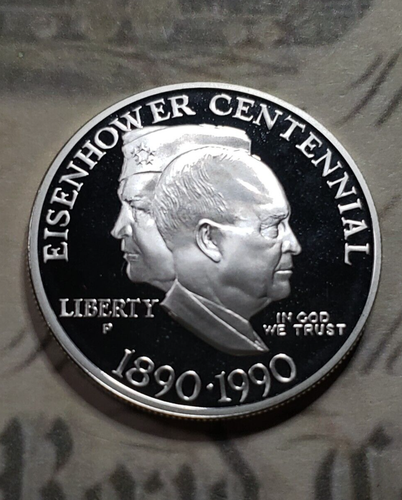 EISENHOWER CENTENNIAL
LIBERTY
P
IN GOD
WE TRUST
1890·1990